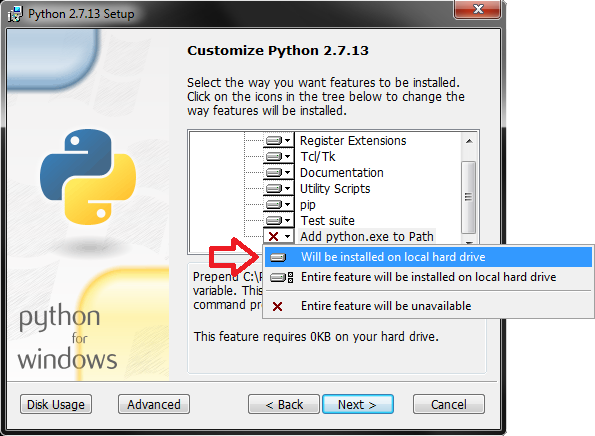 Python 2.7.13 Setup
Customize Python 2.7.13
Select the way you want features to be installed.
Click on the icons in the tree below to change the
way features will be installed.
Register Extensions
Tcl/Tk
Documentation
Utility Scripts
pip
Test suite
Add python.exe to Path
Will be installed on local hard drive
Entire feature will be installed on local hard drive
Entire feature will be unavailable
Prepend C:\
variable. This
command pr
This feature requires 0KB on your hard drive.
python
for
windows
Disk Usage
Advanced
< Back
Next >
Cancel